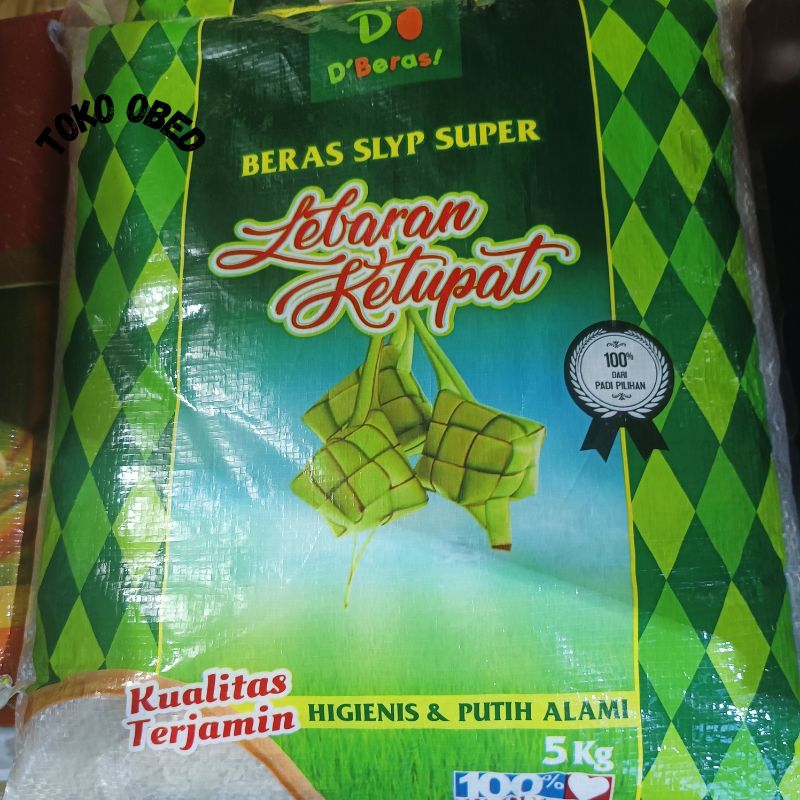 TOKO OBED
D'O
D'Beras!
BERAS SLYP SUPER
Lebaran
Ketupat
100%
DARI
PADI PILIHAN
Kualitas
Terjamin
HIGIENIS & PUTIH ALAMI
5 Kg
100%